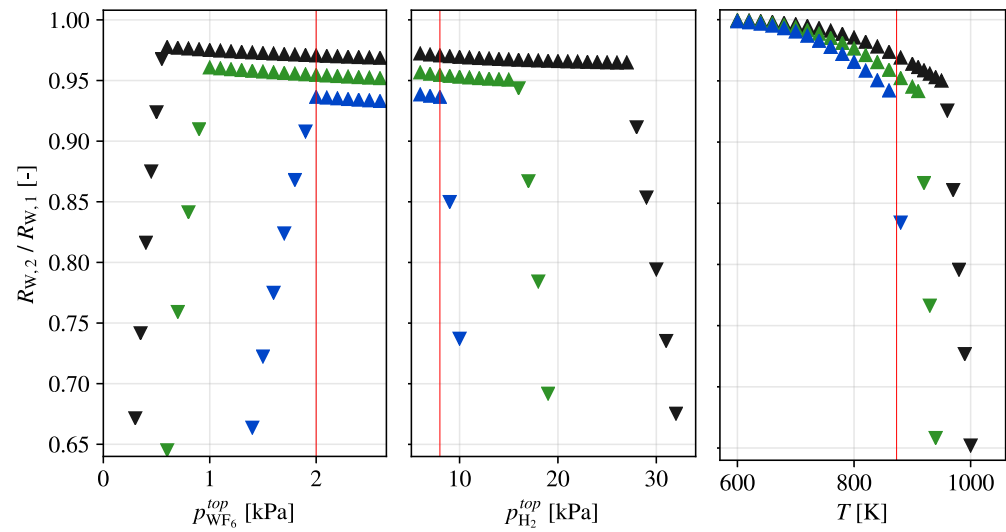 1.00
0.95
0.90
0.85
0.80
0.75
0.70
0.65
R_W, 2 / R_W, 1 [-]
0 1 2
p^top_WF6 [kPa]
10 20 30
p^top_H2 [kPa]
600 800 1000
T [K]